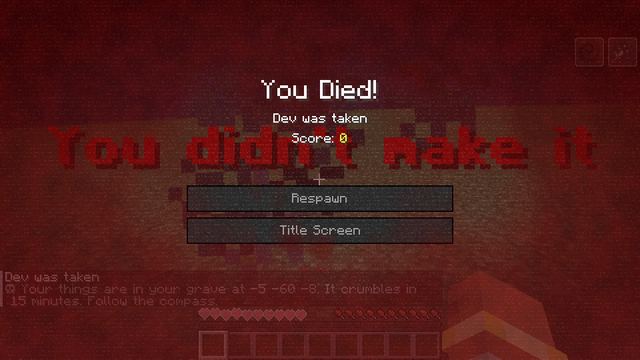 You Died!
Dev was taken
Score: 0
You didn't make it
Respawn
Title Screen
Dev was taken
Your things are in your grave at -5 -60 -8. It crumbles in
15 minutes. Follow the compass.